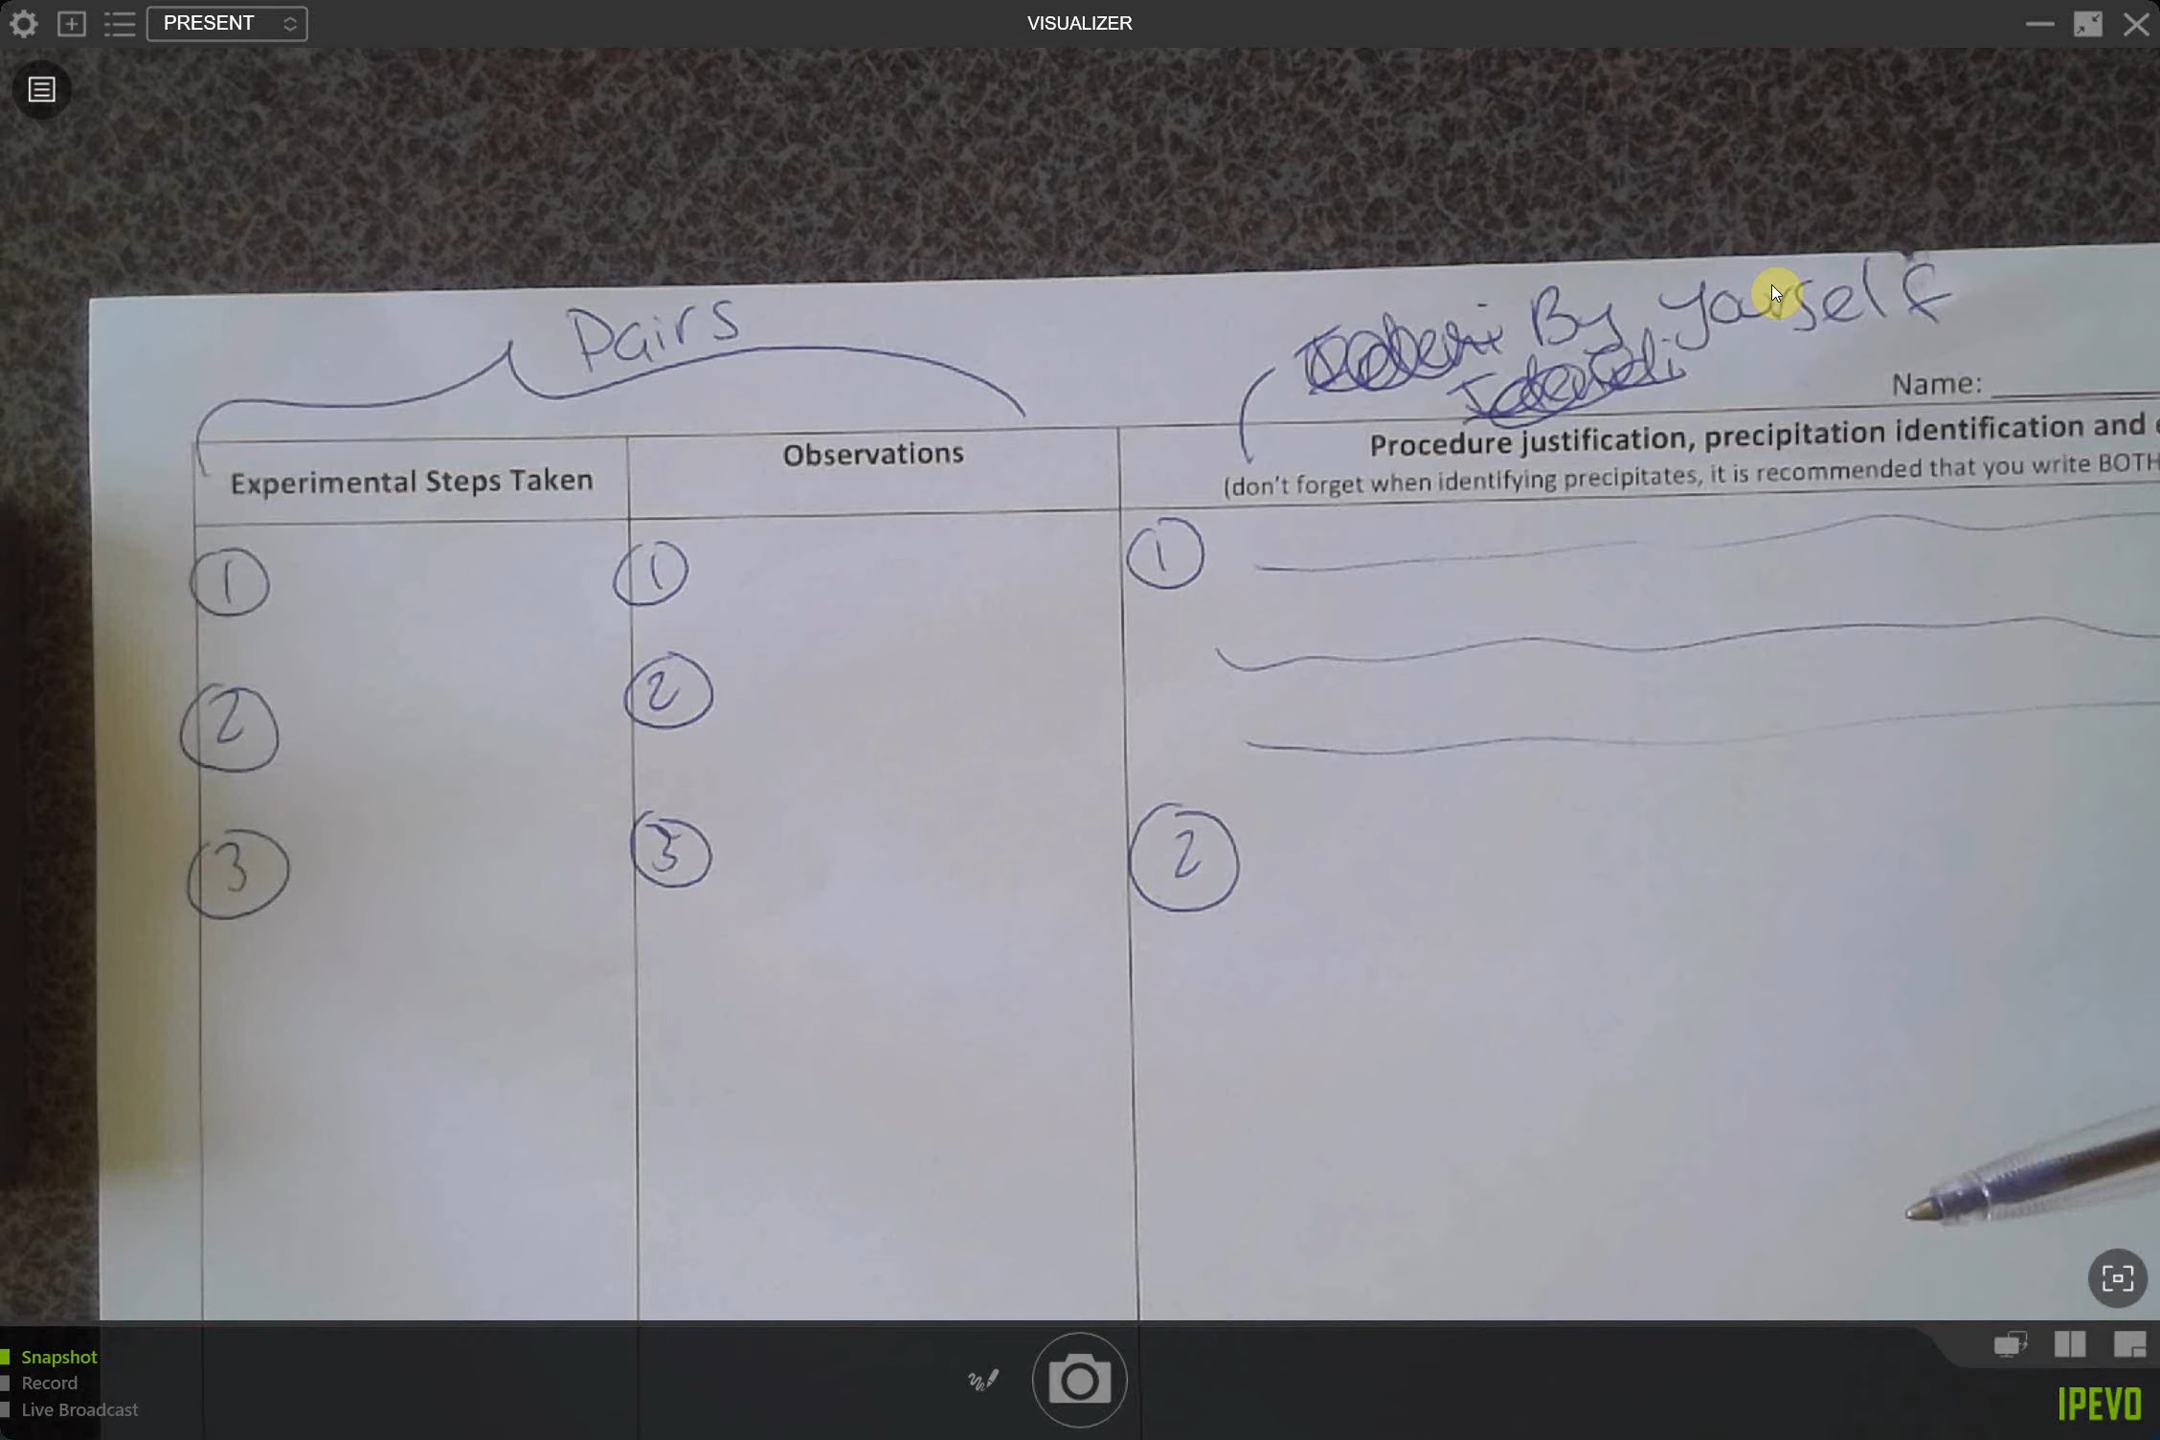 PRESENT
VISUALIZER
Pairs
By yourself
Name:
Experimental Steps Taken
Observations
Procedure justification, precipitation identification and
(don't forget when identifying precipitates, it is recommended that you write BOTH
1
1
1
2
2
3
3
2
Snapshot
Record
Live Broadcast
IPEVO